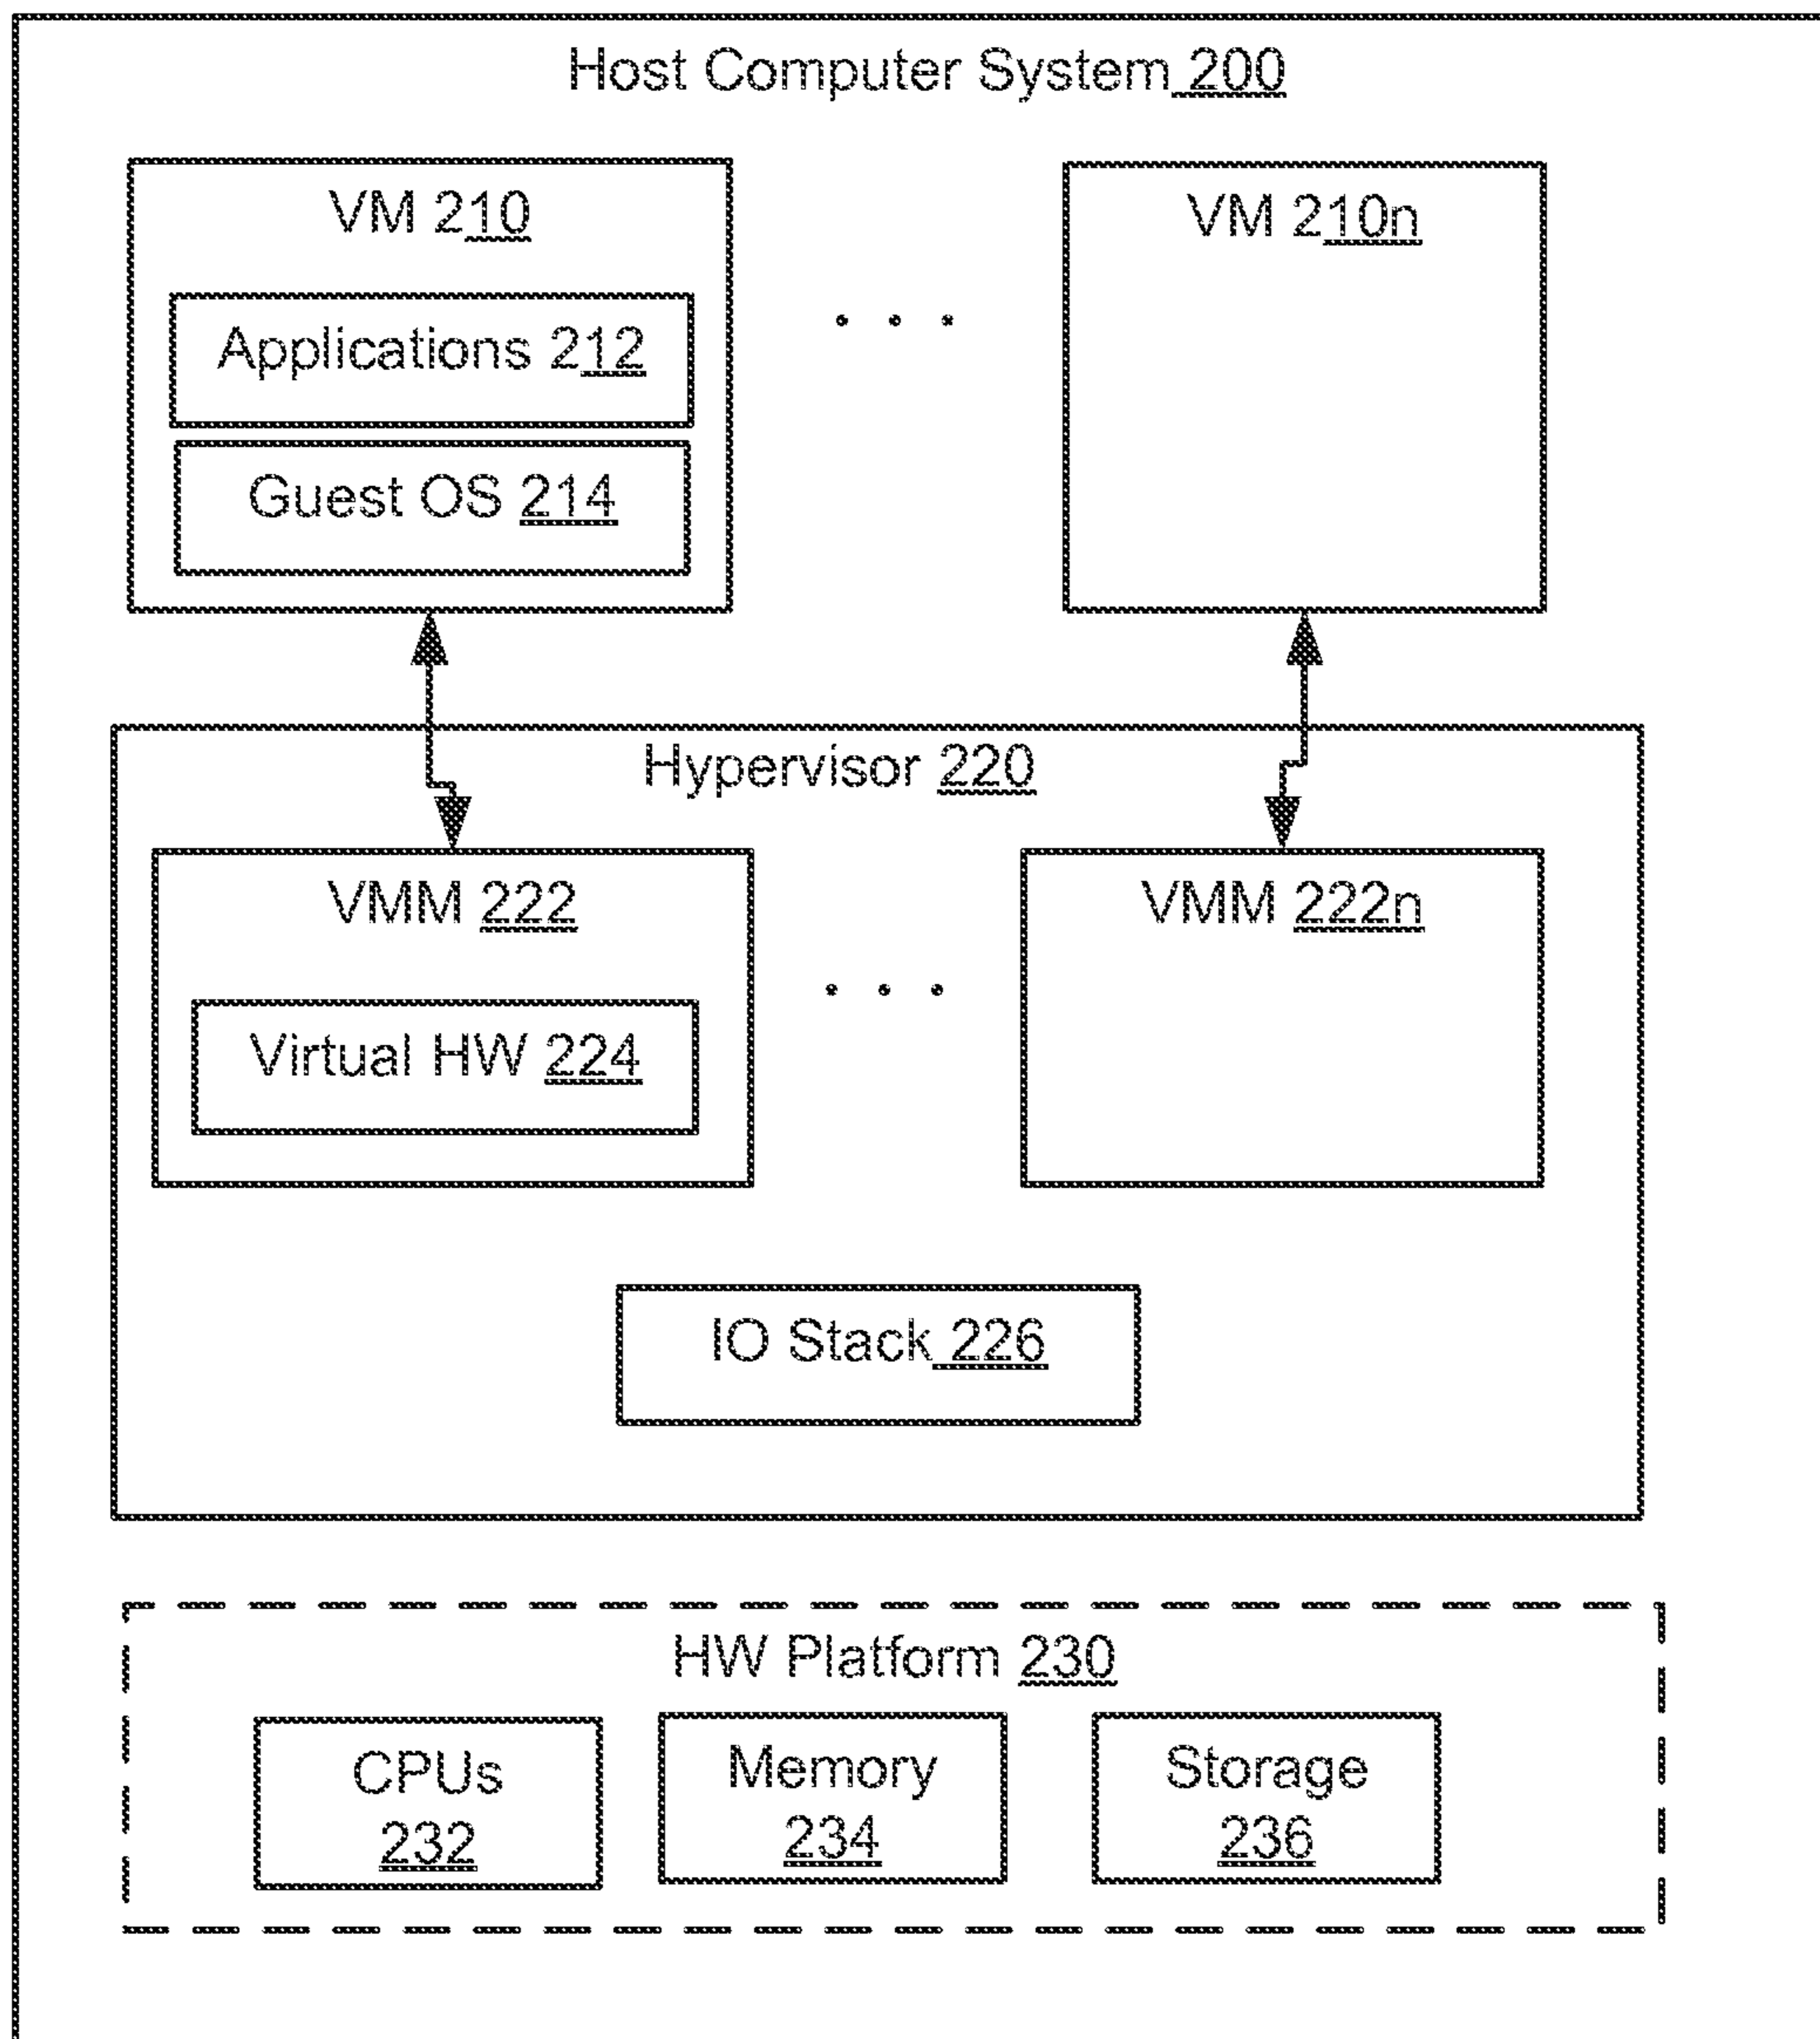 Host Computer System 200
VM 210
VM 210n
Applications 212
. . .
Guest OS 214
Hypervisor 220
VMM 222
VMM 222n
. . .
Virtual HW 224
IO Stack 226
HW Platform 230
CPUs
232
Memory
234
Storage
236